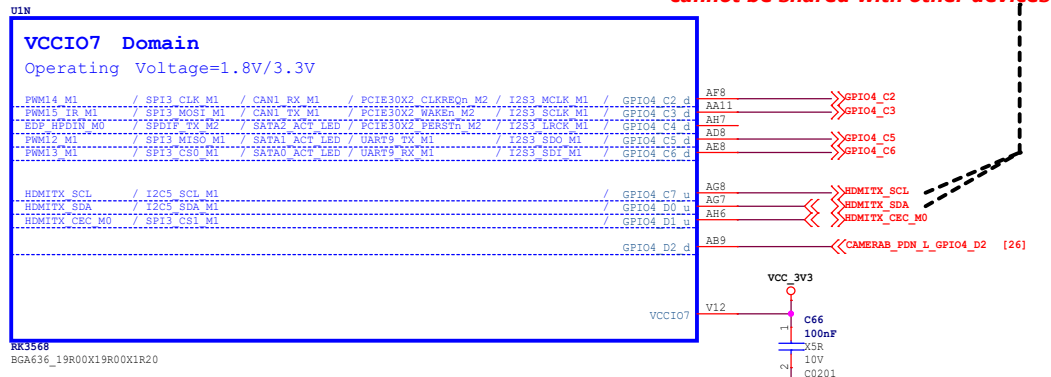 cannot be shared with other devices
U1N
VCCIO7 Domain
Operating Voltage=1.8V/3.3V
PWM14_M1 / SPI3_CLK_M1 / CAN1_RX_M1 / PCIE30X2_CLKREQn_M2 / I2S3_MCLK_M1 / GPIO4_C2_d AF8 GPIO4_C2
PWM15_IR_M1 / SPI3_MOSI_M1 / CAN1_TX_M1 / PCIE30X2_WAKEn_M2 / I2S3_SCLK_M1 / GPIO4_C3_d AA11 GPIO4_C3
EDP_HPDIN_M0 / SPDIF_TX_M2 / SATA2_ACT_LED / PCIE30X2_PERSTn_M2 / I2S3_LRCK_M1 / GPIO4_C4_d AH7
PWM12_M1 / SPI3_MISO_M1 / SATA1_ACT_LED / UART9_TX_M1 / I2S3_SDO_M1 / GPIO4_C5_d AD8 GPIO4_C5
PWM13_M1 / SPI3_CS0_M1 / SATA0_ACT_LED / UART9_RX_M1 / I2S3_SDI_M1 / GPIO4_C6_d AE8 GPIO4_C6
HDMITX_SCL / I2C5_SCL_M1 / GPIO4_C7_u AG8 HDMITX_SCL
HDMITX_SDA / I2C5_SDA_M1 / GPIO4_D0_u AG7 HDMITX_SDA
HDMITX_CEC_M0 / SPI3_CS1_M1 / GPIO4_D1_u AH6 HDMITX_CEC_M0
GPIO4_D2_d AB9 CAMERAB_PDN_L_GPIO4_D2 [26]
VCC_3V3
VCCIO7 V12
1 C66
100nF
X5R
10V
2 C0201
RK3568
BGA636_19R00X19R00X1R20